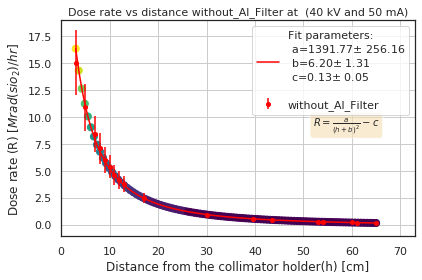 Dose rate vs distance without_Al_Filter at (40 kV and 50 mA)
Dose rate (R) [Mrad(sio₂)/hr]
17.5
15.0
12.5
10.0
7.5
5.0
2.5
0.0
Fit parameters:
a=1391.77± 256.16
b=6.20± 1.31
c=0.13± 0.05
without_Al_Filter
R = a/(h+b)² − c
0 10 20 30 40 50 60 70
Distance from the collimator holder(h) [cm]